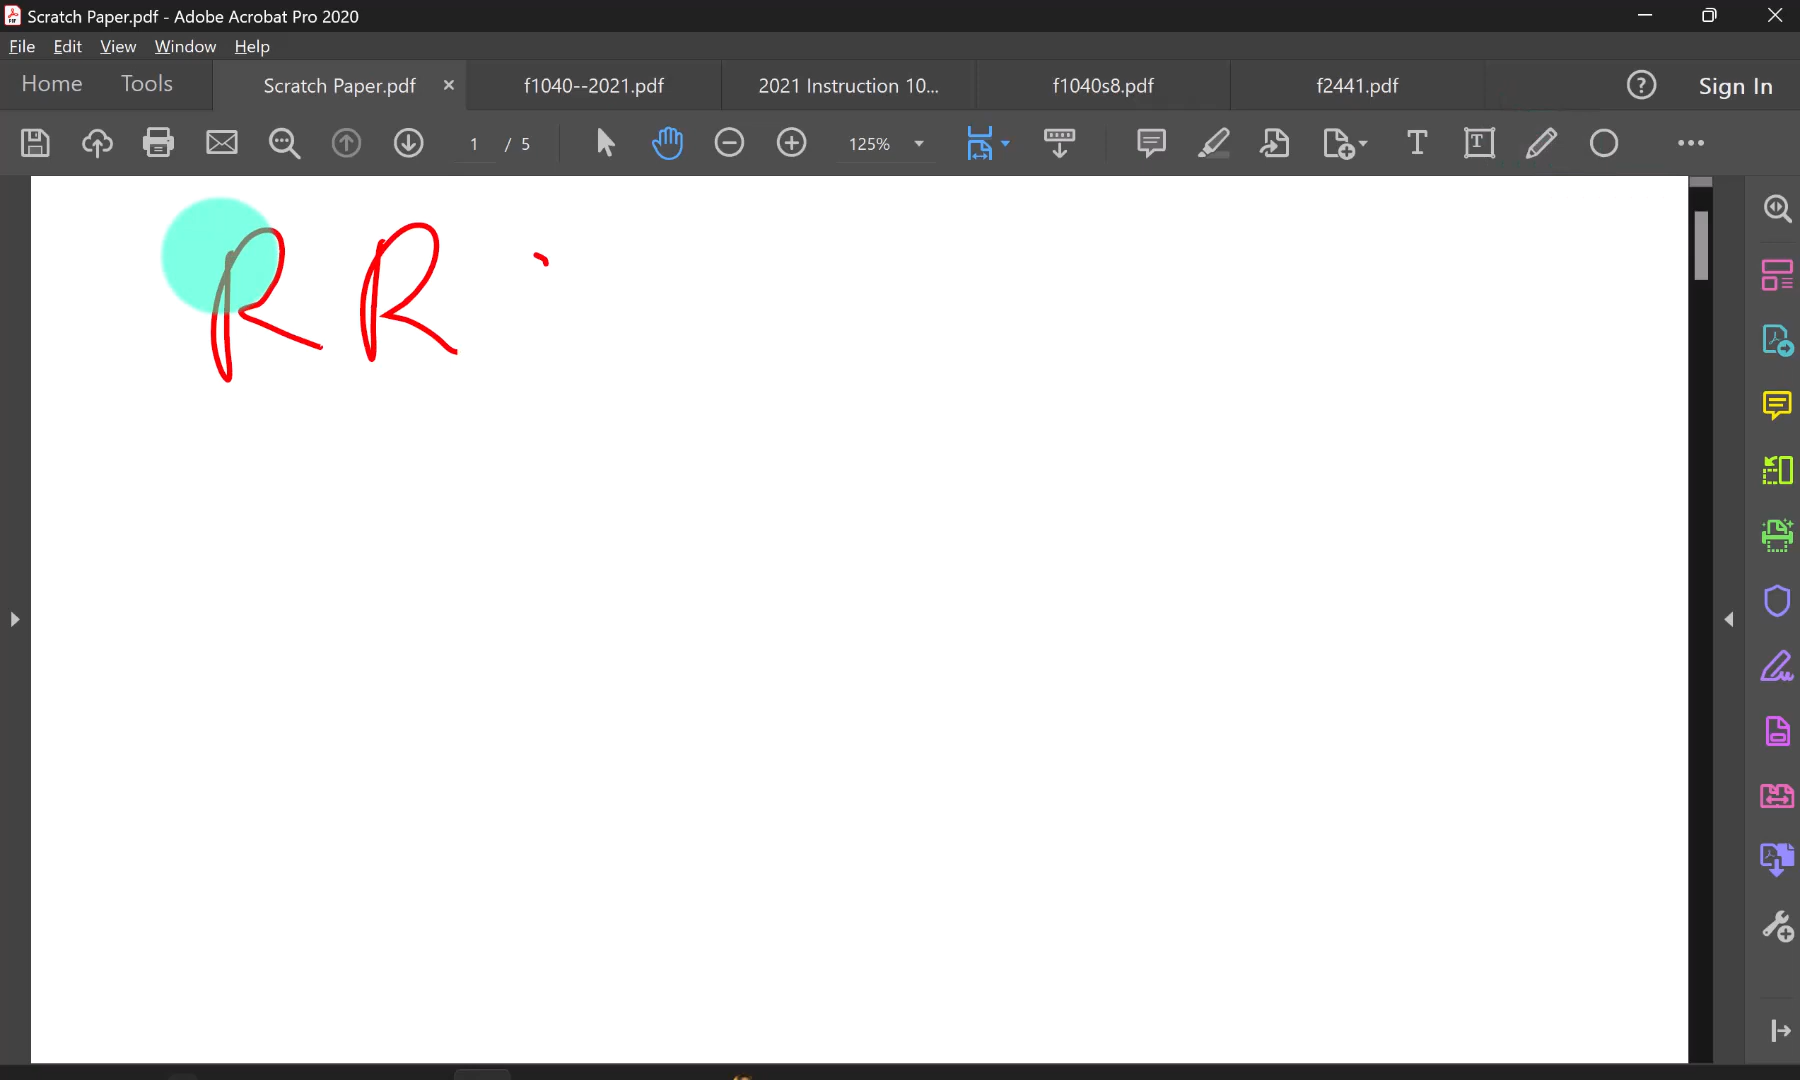 Scratch Paper.pdf - Adobe Acrobat Pro 2020
File Edit View Window Help
Home Tools Scratch Paper.pdf f1040--2021.pdf 2021 Instruction 10... f1040s8.pdf f2441.pdf Sign In
1 / 5 125%
R R